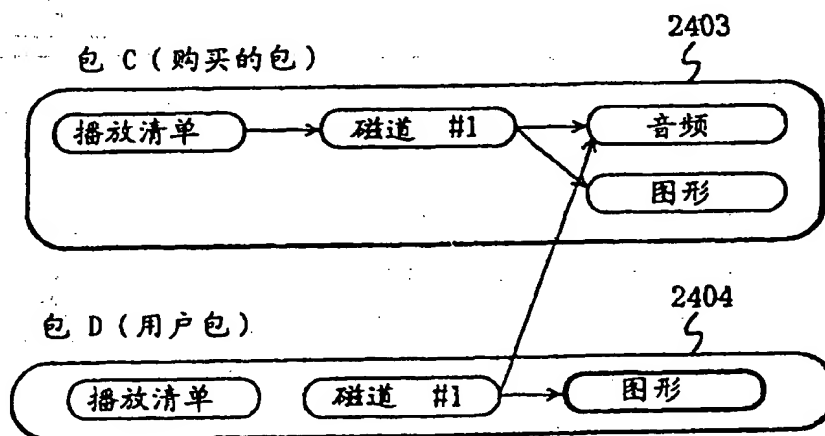 2403
包 C(购买的包)
播放清单 磁道 #1 音频
图形
2404
包 D(用户包)
播放清单 磁道 #1 图形